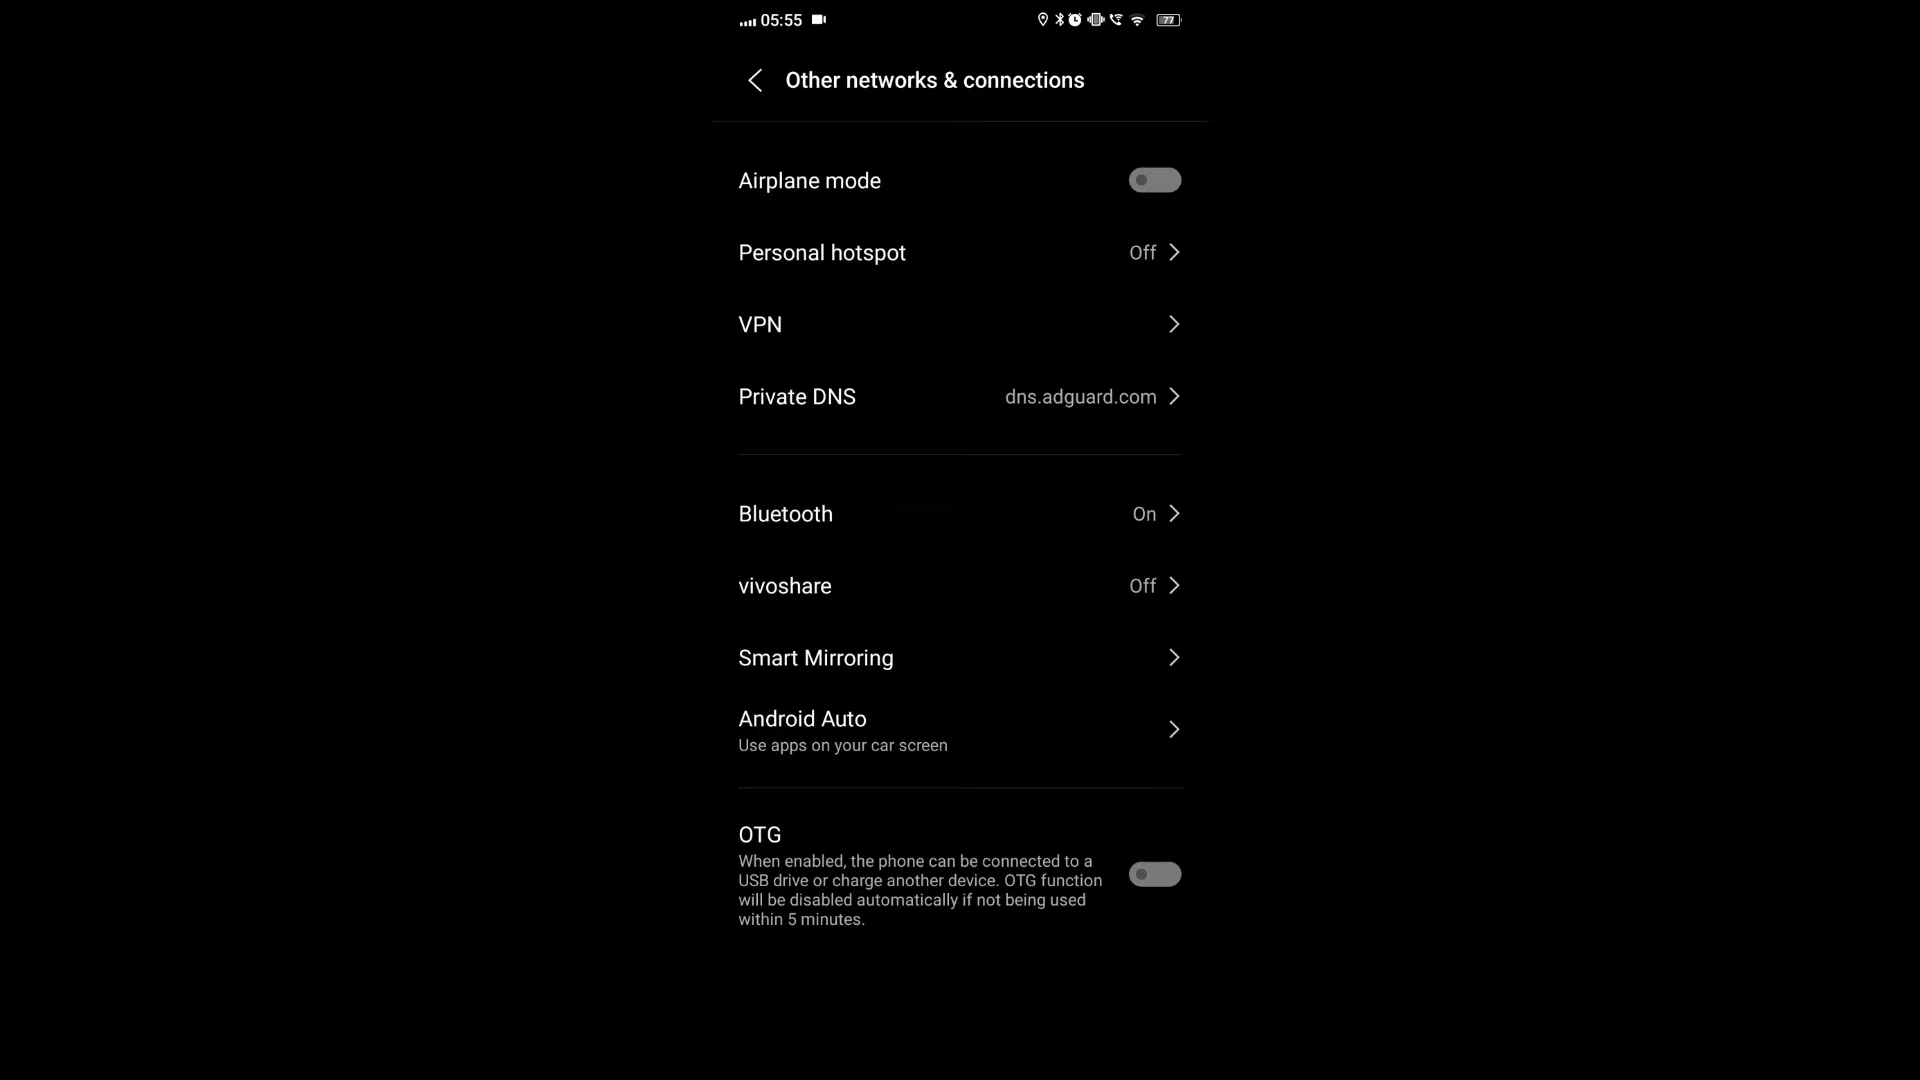 05:55 77
Other networks & connections
Airplane mode
Personal hotspot Off
VPN
Private DNS dns.adguard.com
Bluetooth On
vivoshare Off
Smart Mirroring
Android Auto
Use apps on your car screen
OTG
When enabled, the phone can be connected to a
USB drive or charge another device. OTG function
will be disabled automatically if not being used
within 5 minutes.